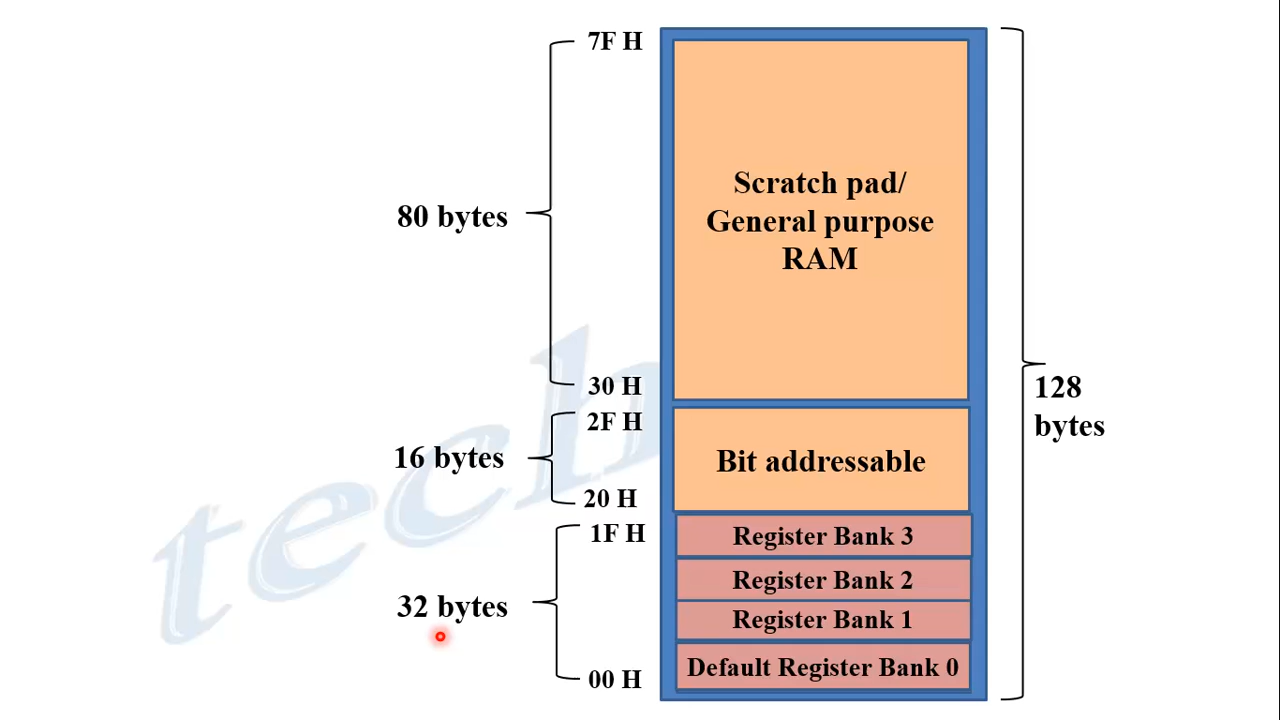 7F H
Scratch pad/
General purpose
RAM
80 bytes
30 H
128
bytes
2F H
16 bytes
Bit addressable
20 H
1F H
Register Bank 3
Register Bank 2
32 bytes
Register Bank 1
Default Register Bank 0
00 H
tech